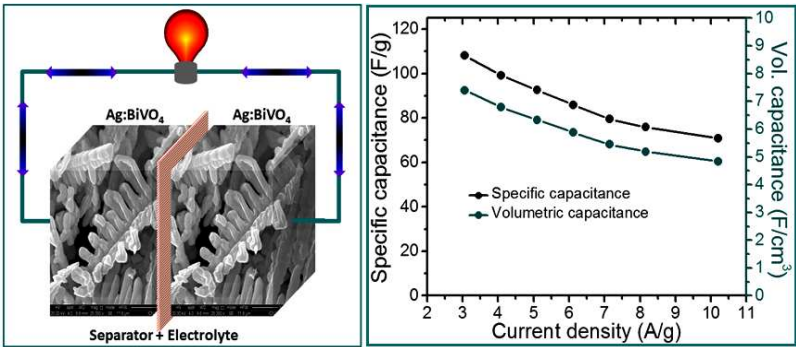 Ag:BiVO₄ Ag:BiVO₄
Separator + Electrolyte
Specific capacitance (F/g)
120
100
80
60
40
20
0
Specific capacitance
Volumetric capacitance
2 3 4 5 6 7 8 9 10 11
Current density (A/g)
10
9
8
7
6
5
4
3
2
1
0
Vol. capacitance (F/cm³)